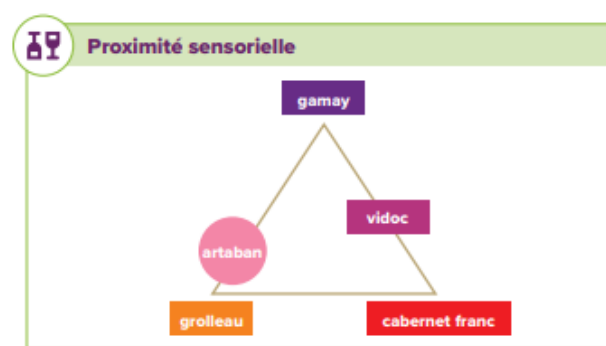 Proximité sensorielle
gamay
vidoc
artaban
grolleau
cabernet franc